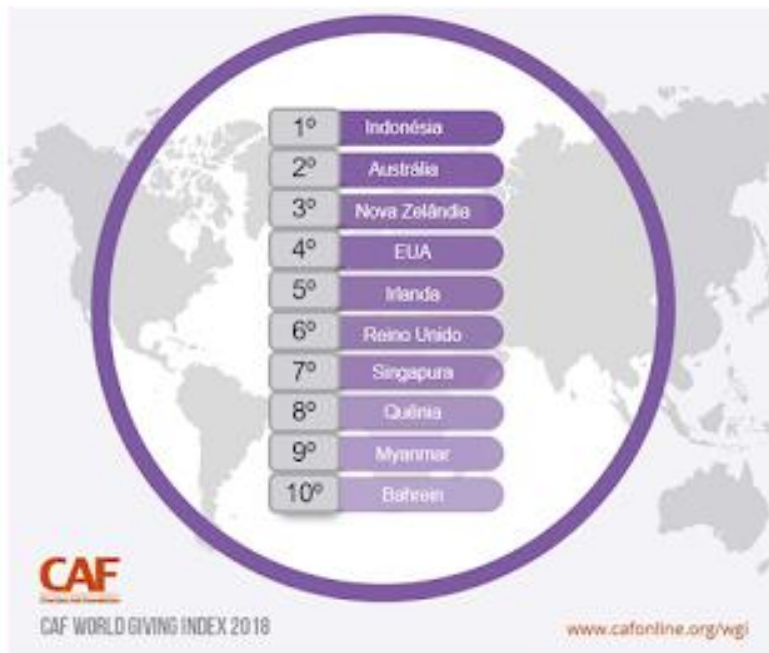 1º Indonésia
2º Austrália
3º Nova Zelândia
4º EUA
5º Irlanda
6º Reino Unido
7º Singapura
8º Quênia
9º Myanmar
10º Bahrein
CAF
CAF WORLD GIVING INDEX 2018
www.cafonline.org/wgi